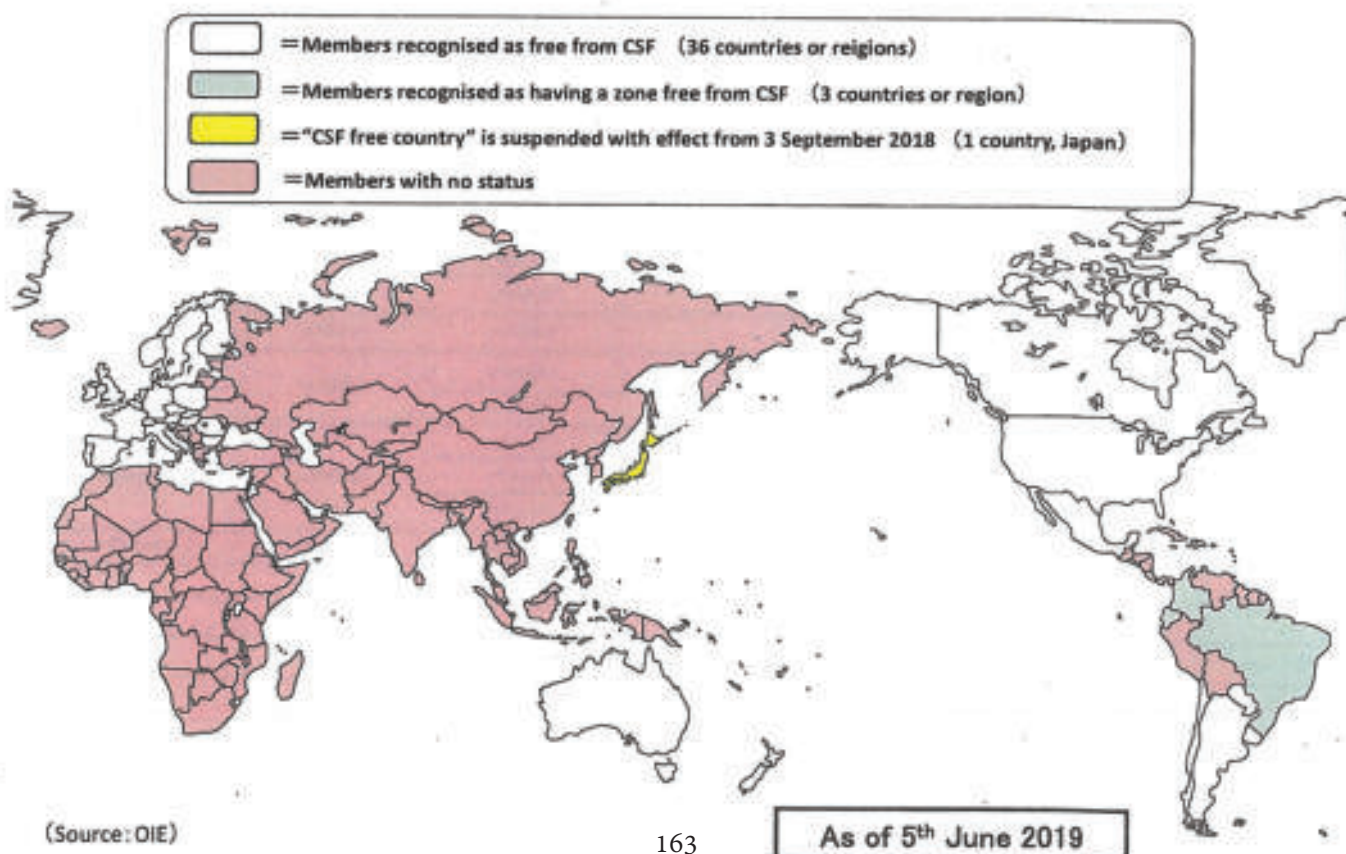 =Members recognised as free from CSF (36 countries or reigions)
=Members recognised as having a zone free from CSF (3 countries or region)
="CSF free country" is suspended with effect from 3 September 2018 (1 country, Japan)
=Members with no status
(Source: OIE)
163
As of 5th June 2019